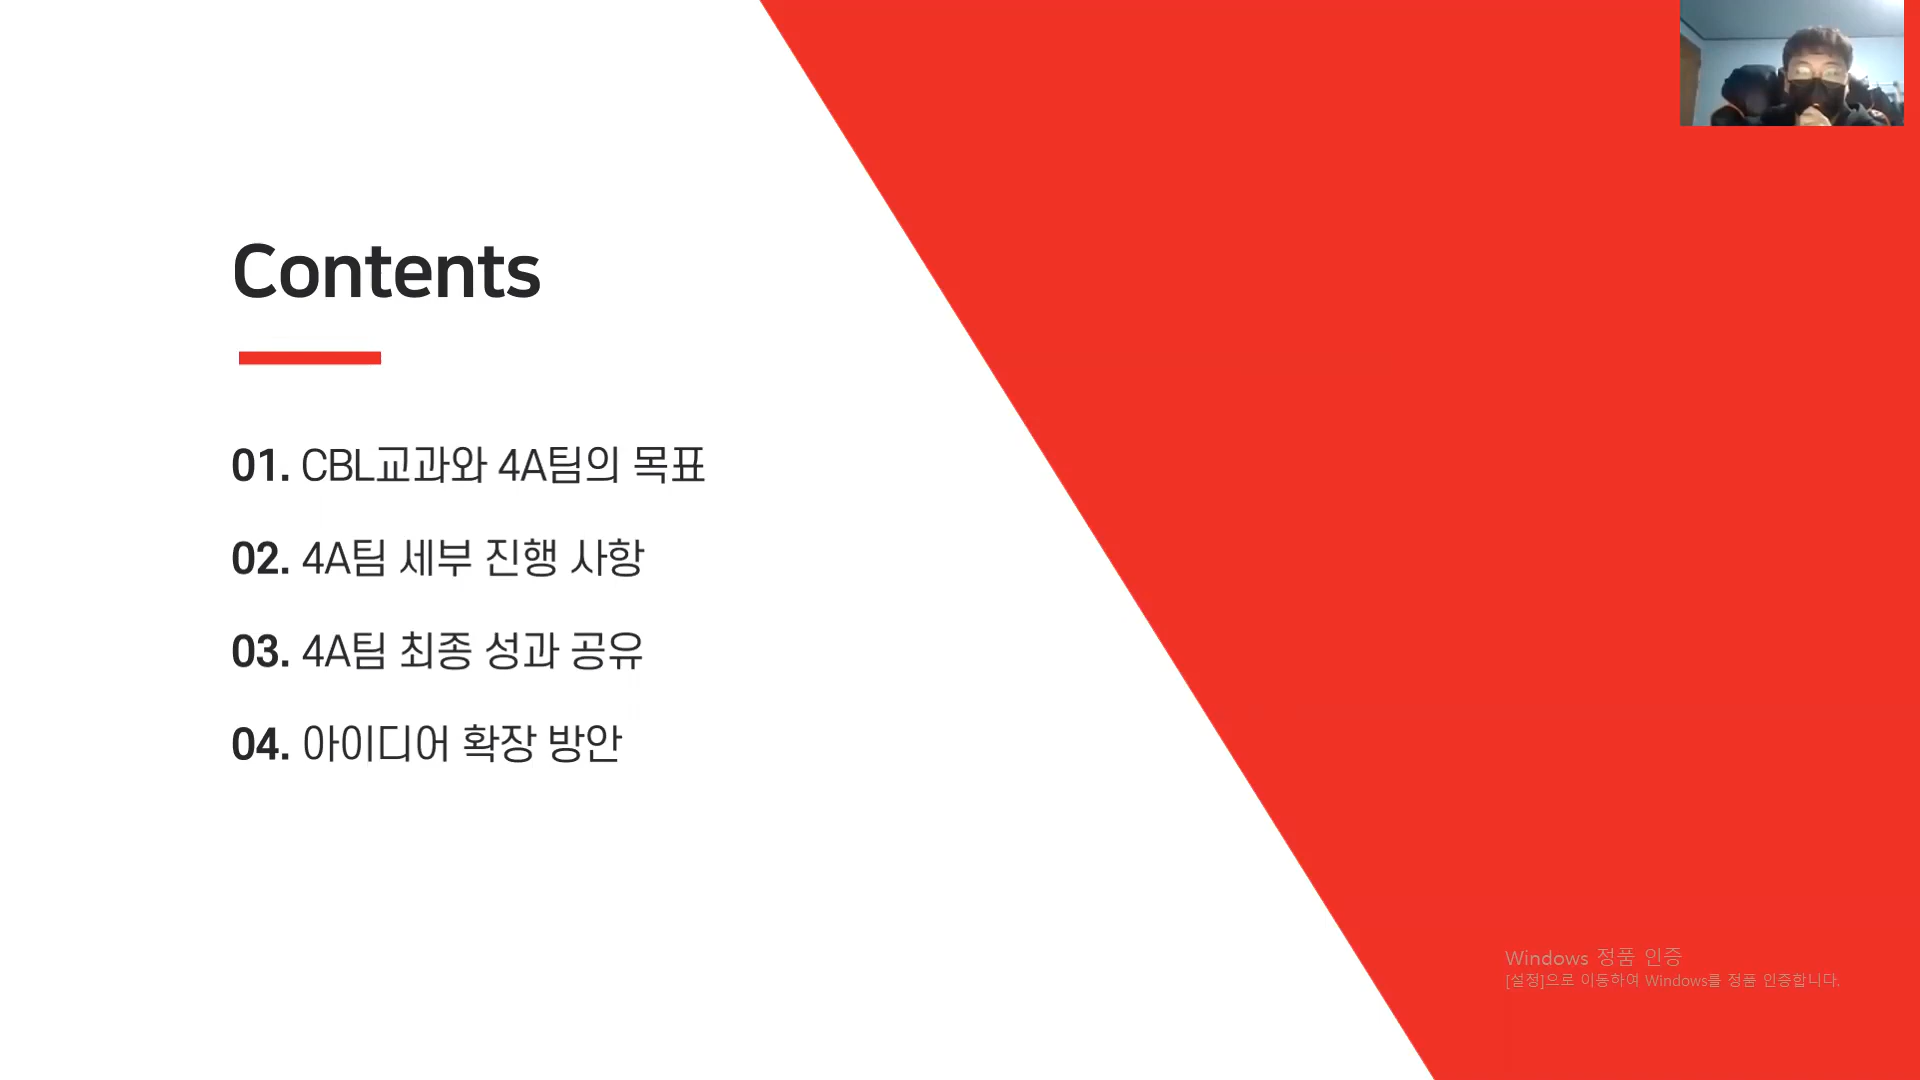 Contents
01. CBL교과와 4A팀의 목표
02. 4A팀 세부 진행 사항
03. 4A팀 최종 성과 공유
04. 아이디어 확장 방안
Windows 정품 인증
[설정]으로 이동하여 Windows를 정품 인증합니다.